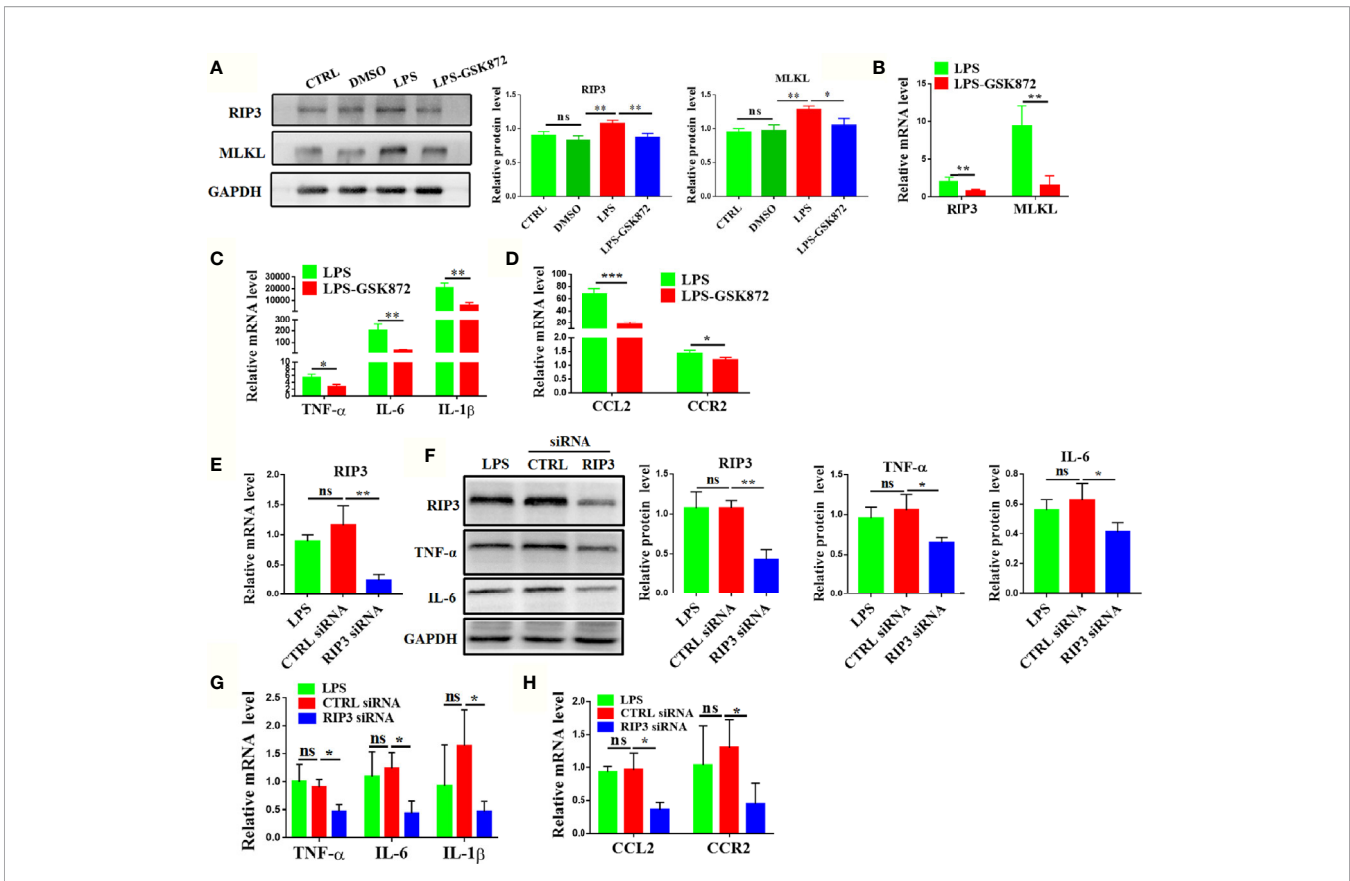 A
CTRL DMSO LPS LPS-GSK872
RIP3
MLKL
GAPDH
RIP3
Relative protein level
1.5
1.0
0.5
0.0
ns ** **
CTRL DMSO LPS LPS-GSK872
MLKL
Relative protein level
1.5
1.0
0.5
0.0
ns ** *
CTRL DMSO LPS LPS-GSK872
B
LPS
LPS-GSK872
Relative mRNA level
15
10
5
0
** **
RIP3 MLKL
C
LPS
LPS-GSK872
Relative mRNA level
30000
20000
10000
300
200
100
10
8
6
4
2
0
* ** **
TNF-α IL-6 IL-1β
D
LPS
LPS-GSK872
Relative mRNA level
100
80
60
40
20
2.0
1.5
1.0
0.5
0.0
*** *
CCL2 CCR2
E
RIP3
Relative mRNA level
2.0
1.5
1.0
0.5
0.0
ns **
LPS CTRL siRNA RIP3 siRNA
F
siRNA
LPS CTRL RIP3
RIP3
TNF-α
IL-6
GAPDH
RIP3
Relative protein level
1.5
1.0
0.5
0.0
ns **
LPS CTRL siRNA RIP3 siRNA
TNF-α
Relative protein level
1.5
1.0
0.5
0.0
ns *
LPS CTRL siRNA RIP3 siRNA
IL-6
Relative protein level
0.8
0.6
0.4
0.2
0.0
ns *
LPS CTRL siRNA RIP3 siRNA
G
LPS
CTRL siRNA
RIP3 siRNA
Relative mRNA level
2.5
2.0
1.5
1.0
0.5
0.0
ns * ns * ns *
TNF-α IL-6 IL-1β
H
LPS
CTRL siRNA
RIP3 siRNA
Relative mRNA level
2.0
1.5
1.0
0.5
0.0
ns * ns *
CCL2 CCR2